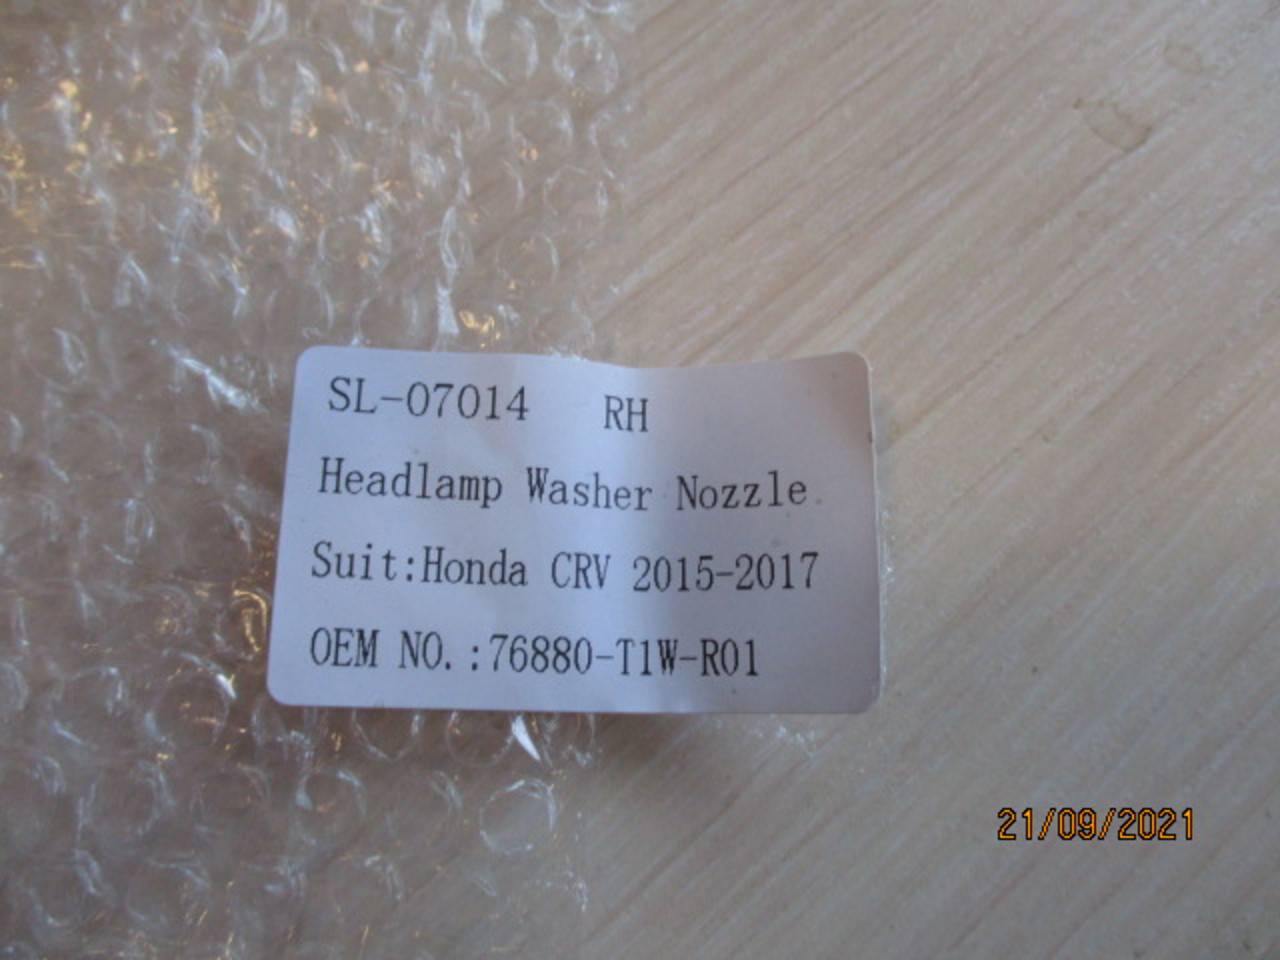 SL-07014 RH
Headlamp Washer Nozzle
Suit:Honda CRV 2015-2017
OEM NO.:76880-T1W-R01
21/09/2021